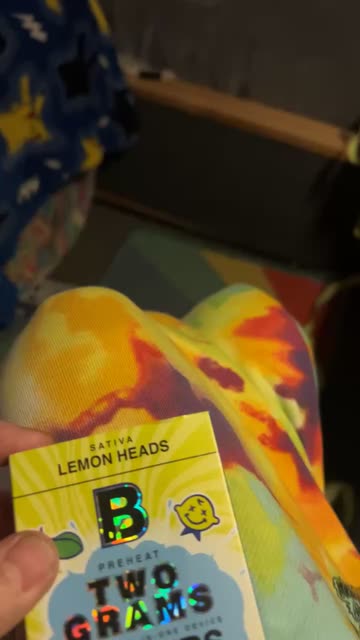 SATIVA
LEMON HEADS
B
PREHEAT
TWO
GRAMS